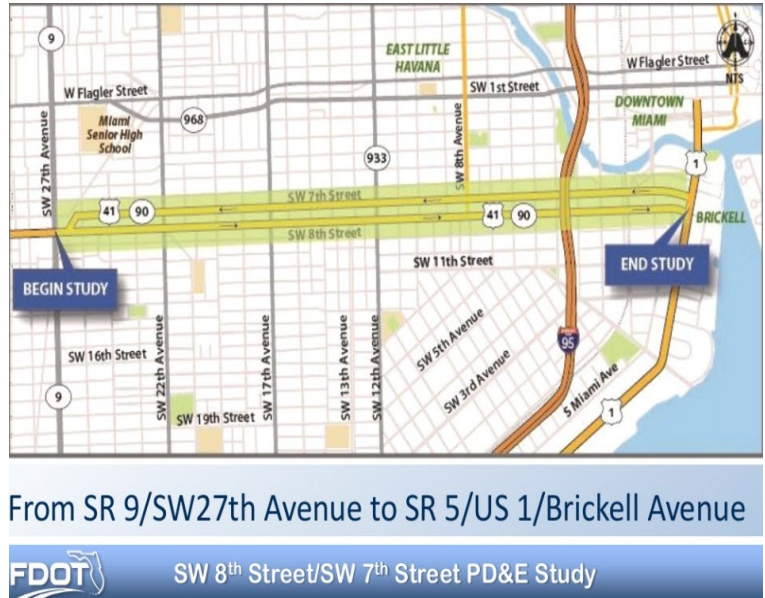 9
EAST LITTLE
HAVANA
W Flagler Street
NTS
W Flagler Street
SW 1st Street
DOWNTOWN
MIAMI
968
Miami
Senior High
School
SW 27th Avenue
933
SW 8th Avenue
1
SW 7th Street
41
90
41
90
BRICKELL
SW 8th Street
SW 11th Street
BEGIN STUDY
END STUDY
SW 16th Street
SW 22th Avenue
SW 17th Avenue
SW 13th Avenue
SW 12th Avenue
SW 5th Avenue
SW 3rd Avenue
95
S Miami Ave
9
SW 19th Street
1
From SR 9/SW27th Avenue to SR 5/US 1/Brickell Avenue
FDOT
SW 8th Street/SW 7th Street PD&E Study